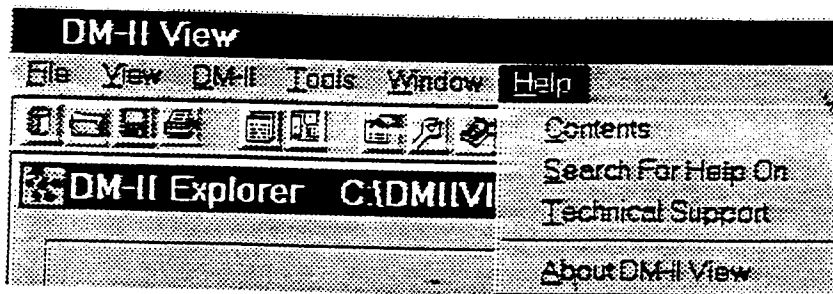 DM-II View
File View DM-II Tools Window Help
Contents
Search For Help On
Technical Support
About DM-II View
DM-II Explorer C:\DMIIVI